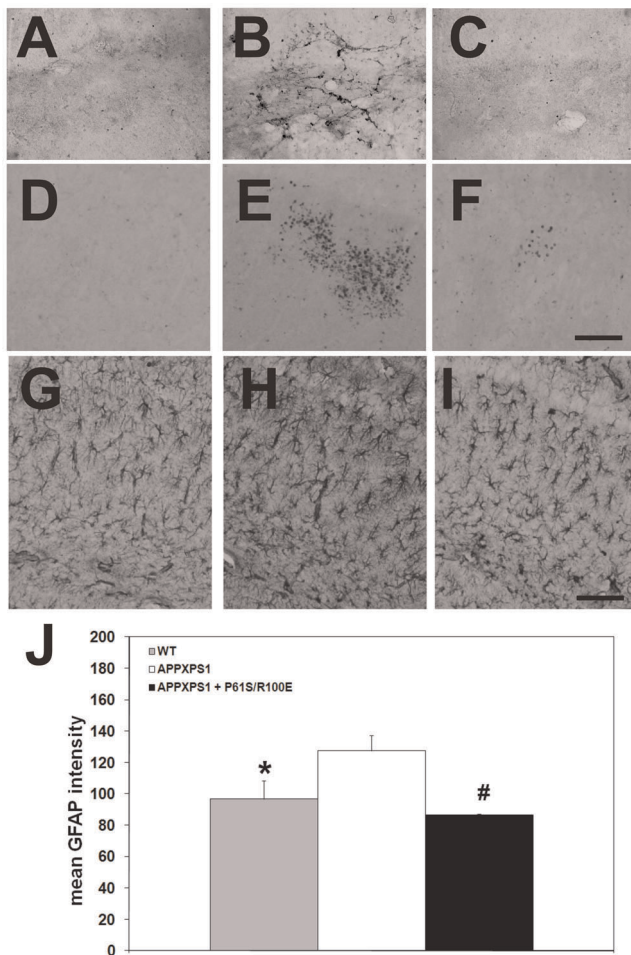 A B C
D E F
G H I
J
200
180
160
140
120
100
80
60
40
20
0
mean GFAP intensity
WT
APPXPS1
APPXPS1 + P61S/R100E
*
#